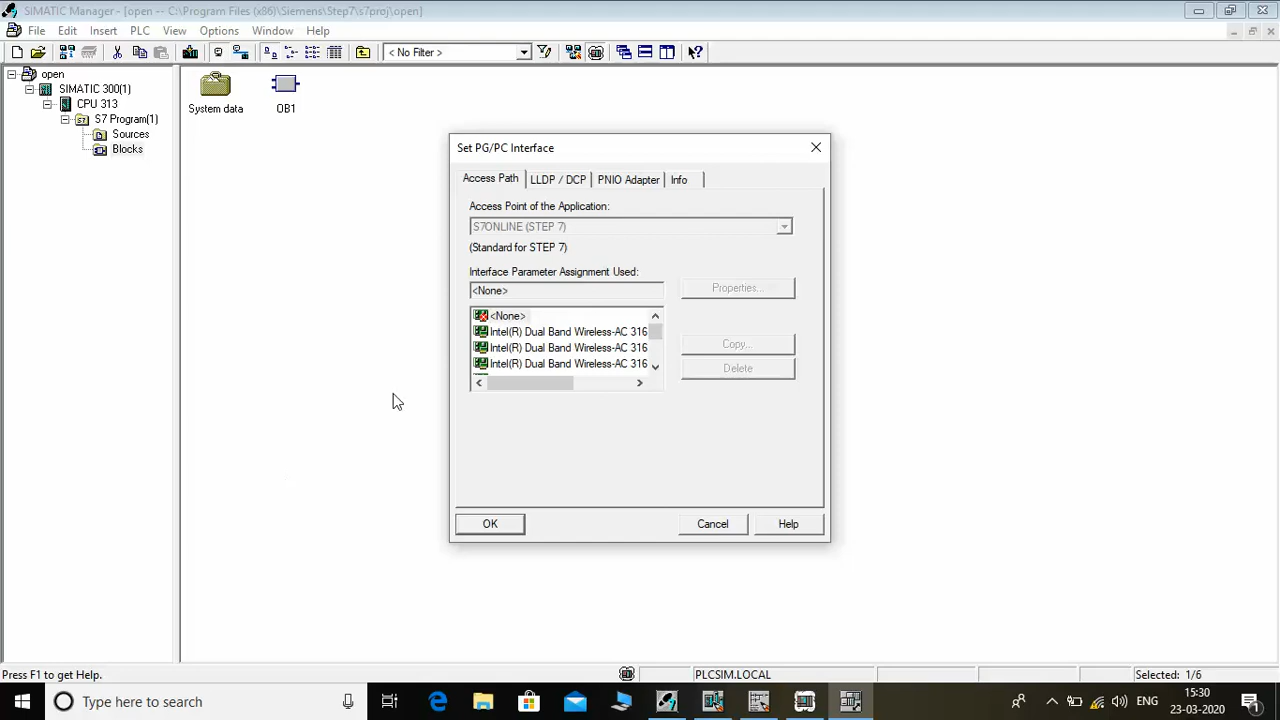 SIMATIC Manager - [open -- C:\Program Files (x86)\Siemens\Step7\s7proj\open]
File Edit Insert PLC View Options Window Help
< No Filter >
open
SIMATIC 300(1)
CPU 313
S7 Program(1)
Sources
Blocks
System data
OB1
Set PG/PC Interface
Access Path
LLDP / DCP
PNIO Adapter
Info
Access Point of the Application:
S7ONLINE (STEP 7)
(Standard for STEP 7)
Interface Parameter Assignment Used:
<None>
Properties...
<None>
Intel(R) Dual Band Wireless-AC 316
Intel(R) Dual Band Wireless-AC 316
Intel(R) Dual Band Wireless-AC 316
Copy...
Delete
OK
Cancel
Help
Press F1 to get Help.
PLCSIM.LOCAL
Selected: 1/6
Type here to search
ENG
15:30
23-03-2020
1